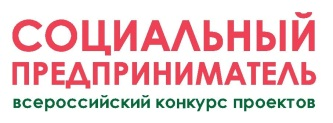 СОЦИАЛЬНЫЙ
ПРЕДПРИНИМАТЕЛЬ
всероссийский конкурс проектов